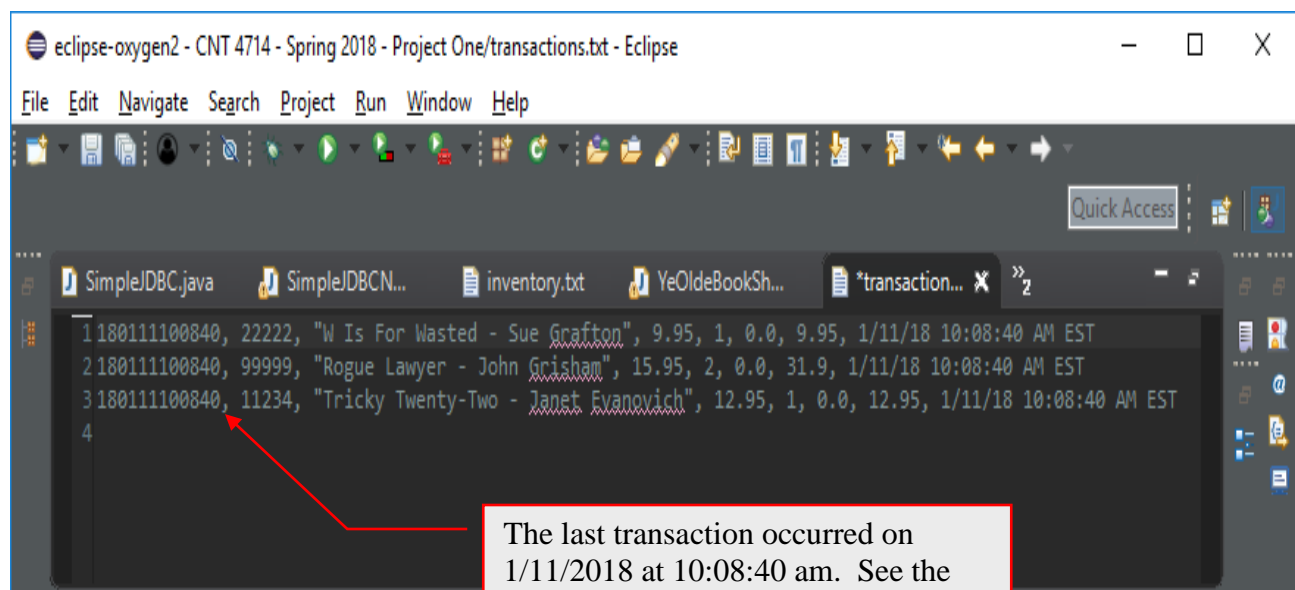 eclipse-oxygen2 - CNT 4714 - Spring 2018 - Project One/transactions.txt - Eclipse
File Edit Navigate Search Project Run Window Help
Quick Access
SimpleJDBC.java SimpleJDBCN... inventory.txt YeOldeBookSh... *transaction... »2
1 180111100840, 22222, "W Is For Wasted - Sue Grafton", 9.95, 1, 0.0, 9.95, 1/11/18 10:08:40 AM EST
2 180111100840, 99999, "Rogue Lawyer - John Grisham", 15.95, 2, 0.0, 31.9, 1/11/18 10:08:40 AM EST
3 180111100840, 11234, "Tricky Twenty-Two - Janet Evanovich", 12.95, 1, 0.0, 12.95, 1/11/18 10:08:40 AM EST
4
The last transaction occurred on
1/11/2018 at 10:08:40 am. See the